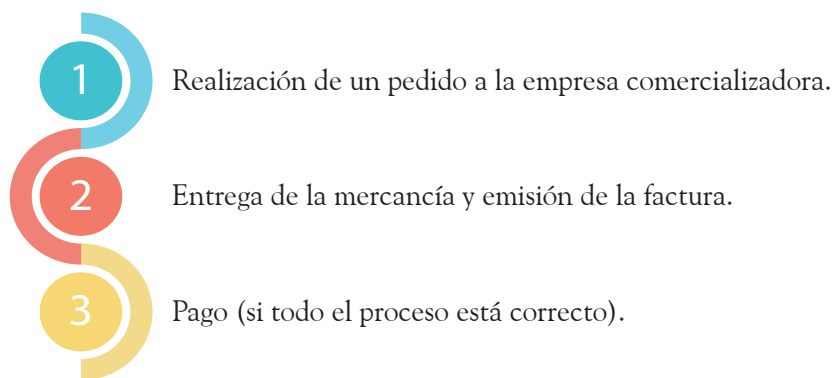 1 Realización de un pedido a la empresa comercializadora.
2 Entrega de la mercancía y emisión de la factura.
3 Pago (si todo el proceso está correcto).